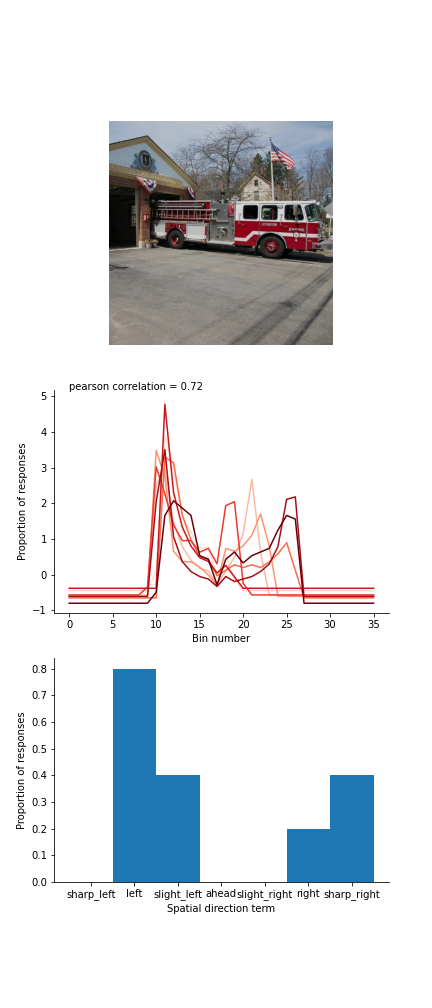 pearson correlation = 0.72
5
4
3
2
1
0
−1
Proportion of responses
0 5 10 15 20 25 30 35
Bin number
0.8
0.7
0.6
0.5
0.4
0.3
0.2
0.1
0.0
Proportion of responses
sharp_left left slight_left ahead slight_right right sharp_right
Spatial direction term